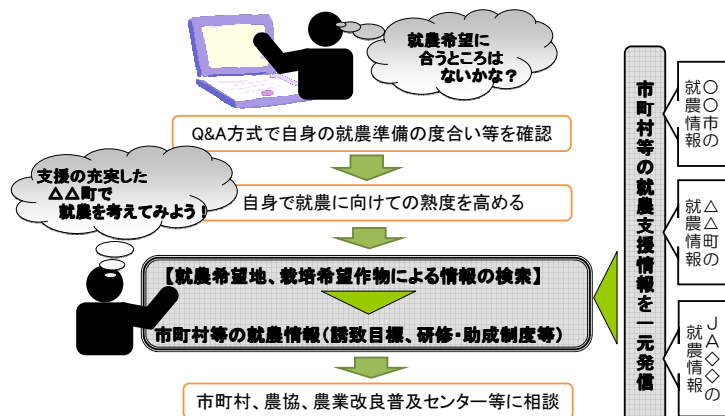 就農希望に
合うところは
ないかな？
Q&A方式で自身の就農準備の度合い等を確認
支援の充実した
△△町で
就農を考えてみよう！
自身で就農に向けての熟度を高める
【就農希望地、栽培希望作物による情報の検索】
市町村等の就農情報（誘致目標、研修・助成制度等）
市町村、農協、農業改良普及センター等に相談
市町村等の就農支援情報を一元発信
○○市の
就農情報
△△町の
就農情報
ＪＡ◇◇の
就農情報